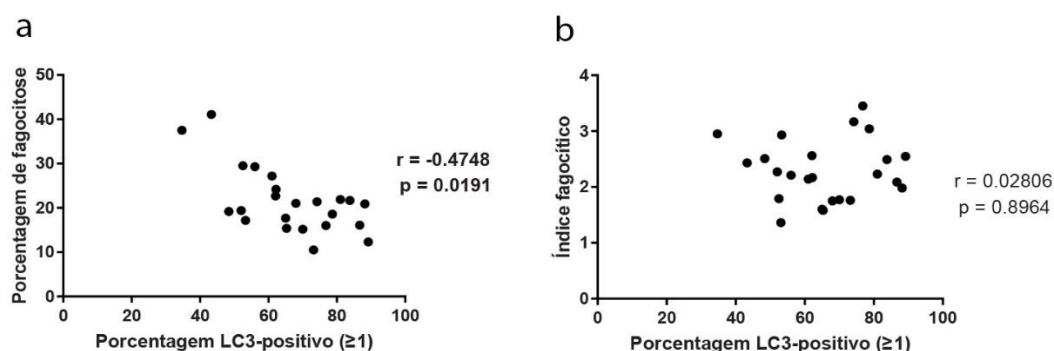 a
50
40
30
20
10
0
Porcentagem de fagocitose
0 20 40 60 80 100
Porcentagem LC3-positivo (≥1)
r = -0.4748
p = 0.0191
b
4
3
2
1
0
Índice fagocítico
0 20 40 60 80 100
Porcentagem LC3-positivo (≥1)
r = 0.02806
p = 0.8964